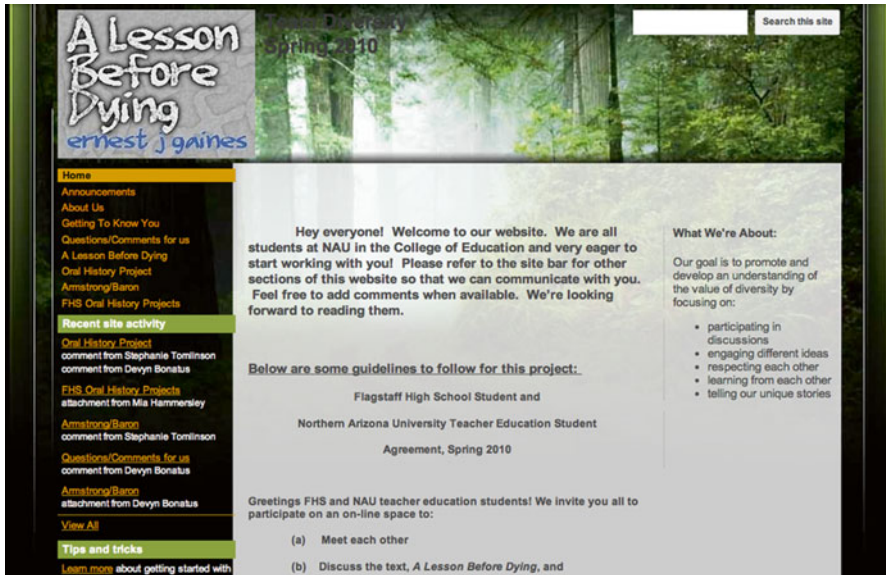 A Lesson
Before
Dying
ernest j gaines
Team Diversity
Spring 2010
Search this site
Home
Announcements
About Us
Getting To Know You
Questions/Comments for us
A Lesson Before Dying
Oral History Project
Armstrong/Baron
FHS Oral History Projects
Recent site activity
Oral History Project
comment from Stephanie Tomlinson
comment from Devyn Bonatus
FHS Oral History Projects
attachment from Mia Hammersley
Armstrong/Baron
comment from Stephanie Tomlinson
Questions/Comments for us
comment from Devyn Bonatus
Armstrong/Baron
attachment from Devyn Bonatus
View All
Tips and tricks
Learn more about getting started with
Hey everyone! Welcome to our website. We are all
students at NAU in the College of Education and very eager to
start working with you! Please refer to the site bar for other
sections of this website so that we can communicate with you.
Feel free to add comments when available. We're looking
forward to reading them.
Below are some guidelines to follow for this project:
Flagstaff High School Student and
Northern Arizona University Teacher Education Student
Agreement, Spring 2010
Greetings FHS and NAU teacher education students! We invite you all to
participate on an on-line space to:
(a) Meet each other
(b) Discuss the text, A Lesson Before Dying, and
What We're About:
Our goal is to promote and
develop an understanding of
the value of diversity by
focusing on:
• participating in
discussions
• engaging different ideas
• respecting each other
• learning from each other
• telling our unique stories